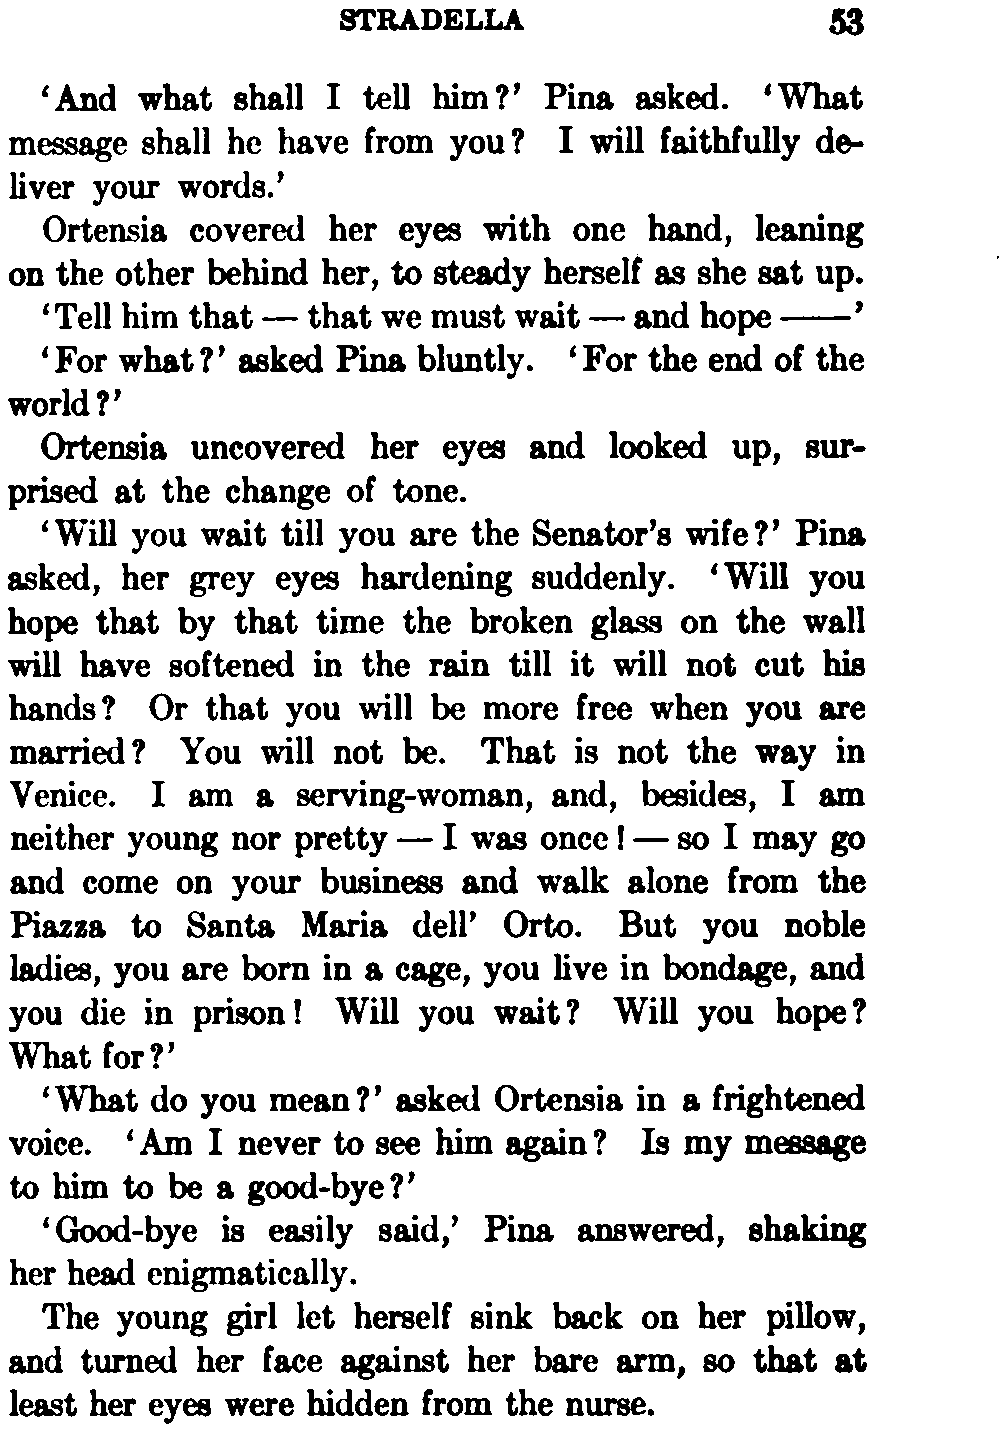 STRADELLA 53
‘And what shall I tell him?’ Pina asked. ‘What
message shall he have from you? I will faithfully de-
liver your words.’
Ortensia covered her eyes with one hand, leaning
on the other behind her, to steady herself as she sat up.
‘Tell him that — that we must wait — and hope ——’
‘For what?’ asked Pina bluntly. ‘For the end of the
world?’
Ortensia uncovered her eyes and looked up, sur-
prised at the change of tone.
‘Will you wait till you are the Senator’s wife?’ Pina
asked, her grey eyes hardening suddenly. ‘Will you
hope that by that time the broken glass on the wall
will have softened in the rain till it will not cut his
hands? Or that you will be more free when you are
married? You will not be. That is not the way in
Venice. I am a serving-woman, and, besides, I am
neither young nor pretty — I was once! — so I may go
and come on your business and walk alone from the
Piazza to Santa Maria dell’ Orto. But you noble
ladies, you are born in a cage, you live in bondage, and
you die in prison! Will you wait? Will you hope?
What for?’
‘What do you mean?’ asked Ortensia in a frightened
voice. ‘Am I never to see him again? Is my message
to him to be a good-bye?’
‘Good-bye is easily said,’ Pina answered, shaking
her head enigmatically.
The young girl let herself sink back on her pillow,
and turned her face against her bare arm, so that at
least her eyes were hidden from the nurse.